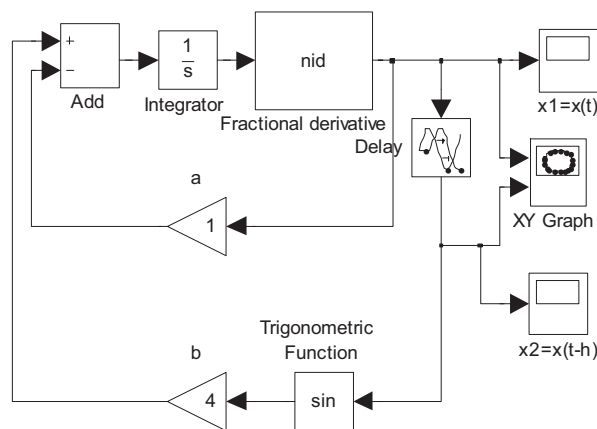 +
−
Add
1
s
Integrator
nid
Fractional derivative
Delay
x1=x(t)
XY Graph
a
1
x2=x(t-h)
Trigonometric
Function
sin
b
4